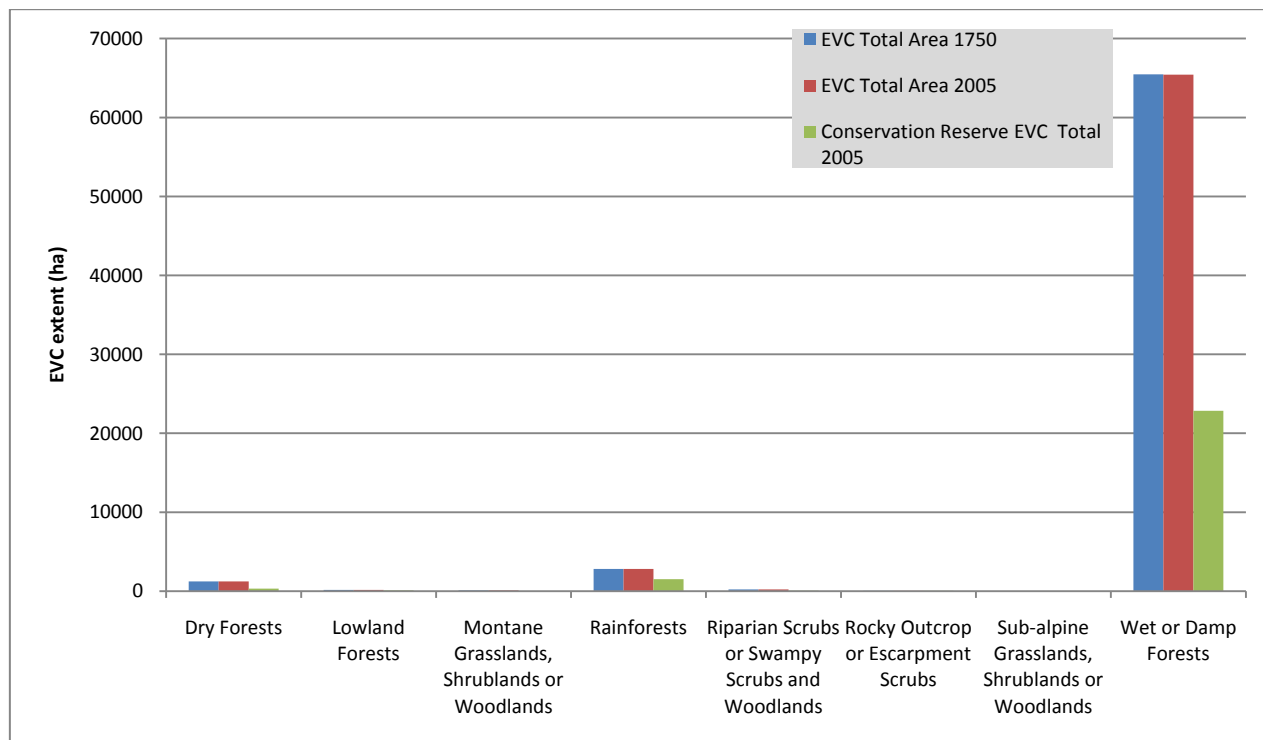 70000
60000
50000
40000
30000
20000
10000
0
EVC extent (ha)
EVC Total Area 1750
EVC Total Area 2005
Conservation Reserve EVC Total
2005
Dry Forests
Lowland
Forests
Montane
Grasslands,
Shrublands or
Woodlands
Rainforests
Riparian Scrubs
or Swampy
Scrubs and
Woodlands
Rocky Outcrop
or Escarpment
Scrubs
Sub-alpine
Grasslands,
Shrublands or
Woodlands
Wet or Damp
Forests